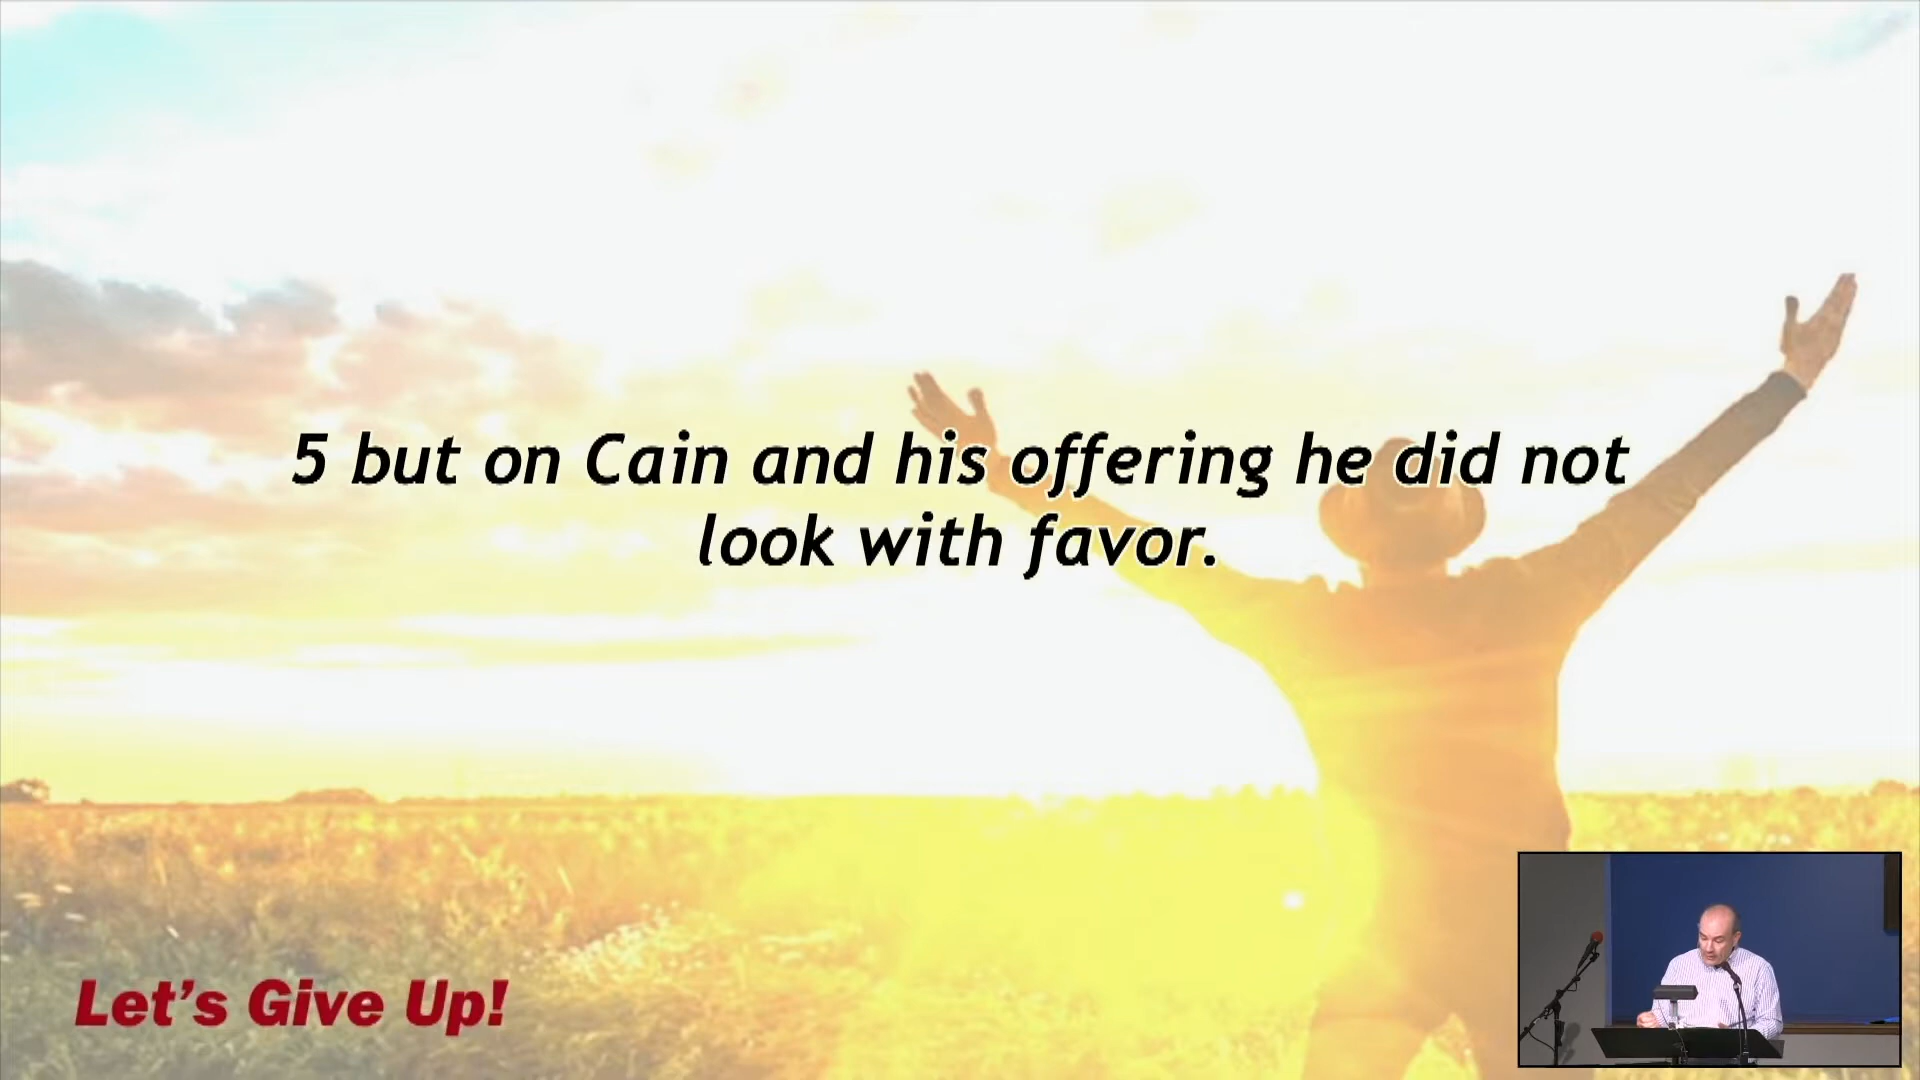 5 but on Cain and his offering he did not
look with favor.
Let's Give Up!